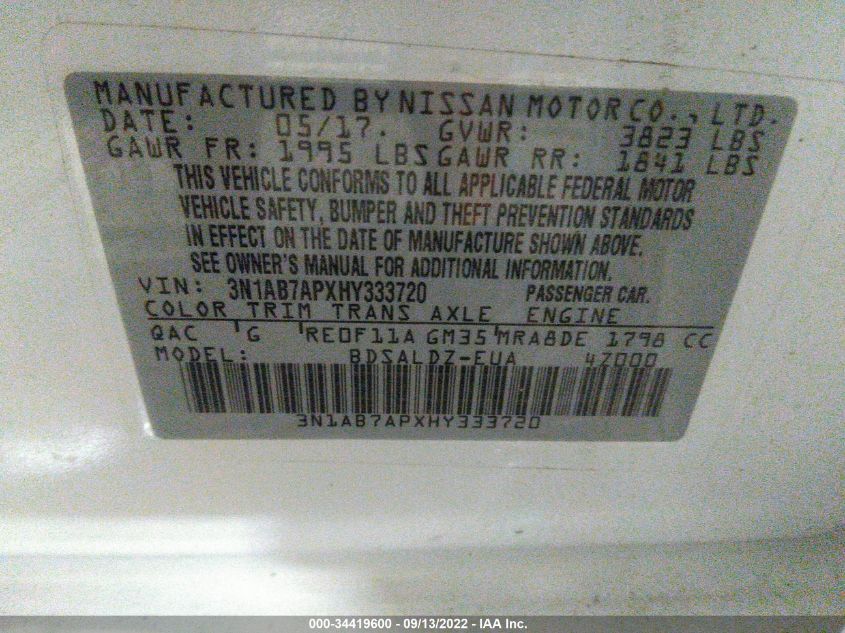 MANUFACTURED BY NISSAN MOTOR CO., LTD.
DATE: 05/17. GVWR: 3823 LBS
GAWR FR: 1995 LBS GAWR RR: 1841 LBS
THIS VEHICLE CONFORMS TO ALL APPLICABLE FEDERAL MOTOR
VEHICLE SAFETY, BUMPER AND THEFT PREVENTION STANDARDS
IN EFFECT ON THE DATE OF MANUFACTURE SHOWN ABOVE.
SEE OWNER'S MANUAL FOR ADDITIONAL INFORMATION.
VIN: 3N1AB7APXHY333720 PASSENGER CAR.
COLOR TRIM TRANS AXLE ENGINE
QAC G RE0F11A GM35 MRA8DE 1798 CC
MODEL: BDSALDZ-EUA 4Z000
3N1AB7APXHY333720
000-34419600 - 09/13/2022 - IAA Inc.